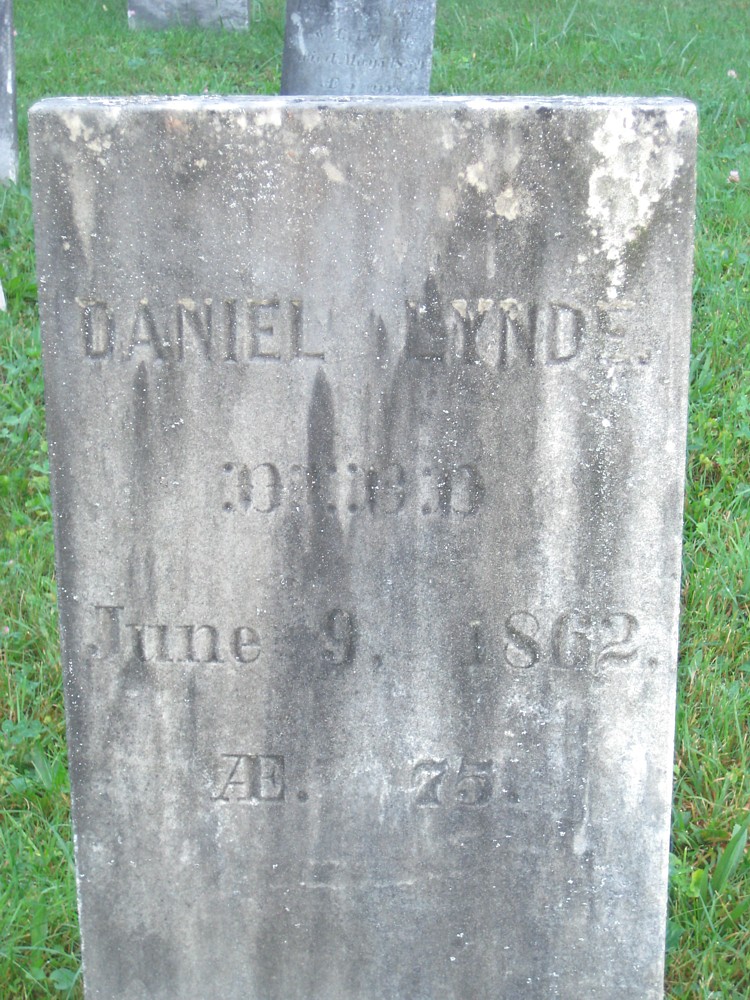 DANIEL LYNDE.
June 9, 1862.
Æ. 75.